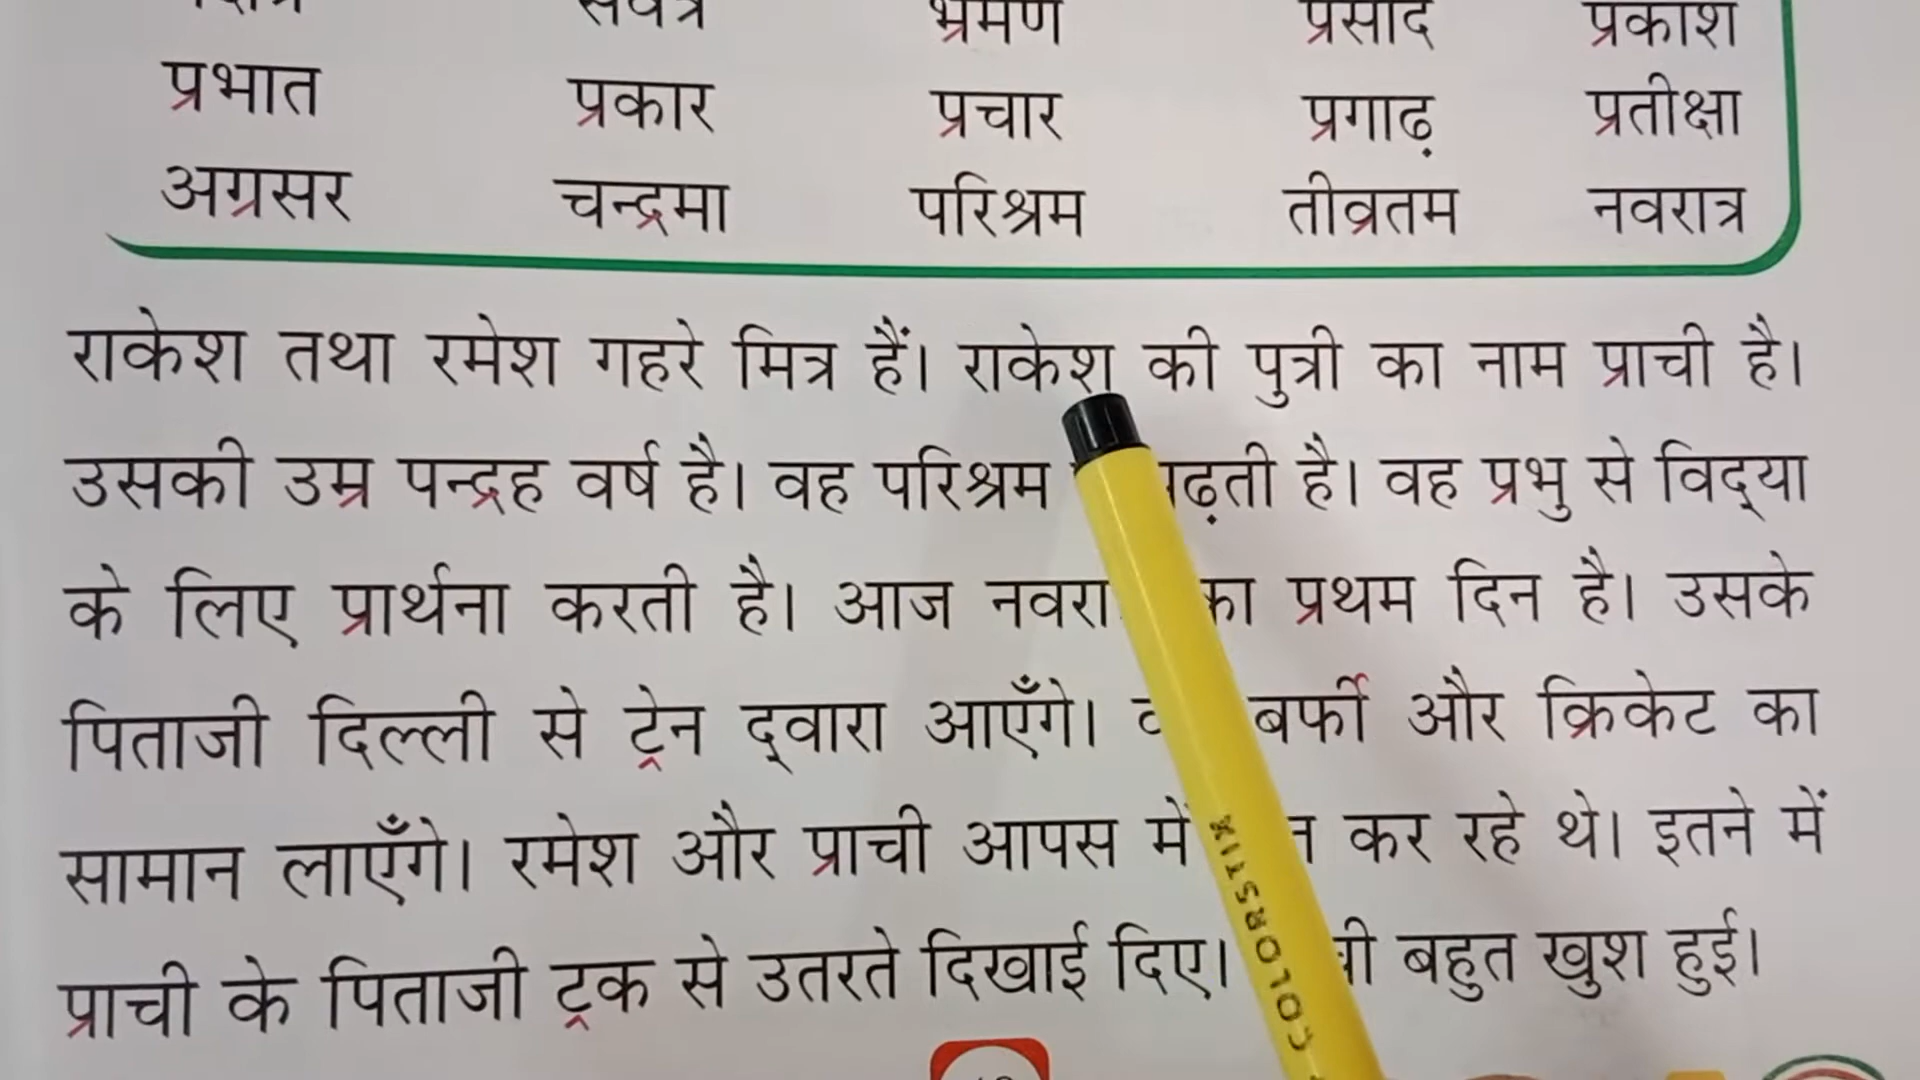 सर्वत्र भ्रमण प्रसाद प्रकाश
प्रभात प्रकार प्रचार प्रगाढ़ प्रतीक्षा
अग्रसर चन्द्रमा परिश्रम तीव्रतम नवरात्र
राकेश तथा रमेश गहरे मित्र हैं। राकेश की पुत्री का नाम प्राची है।
उसकी उम्र पन्द्रह वर्ष है। वह परिश्रम है। वह प्रभु से विद्‌या
के लिए प्रार्थना करती है। आज का प्रथम दिन है। उसके
पिताजी दिल्ली से ट्रेन द्‌वारा आएँगे। बर्फी और क्रिकेट का
सामान लाएँगे। रमेश और प्राची आपस में कर रहे थे। इतने में
प्राची के पिताजी ट्रक से उतरते दिखाई दिए। बहुत खुश हुई।
COLORSTIX